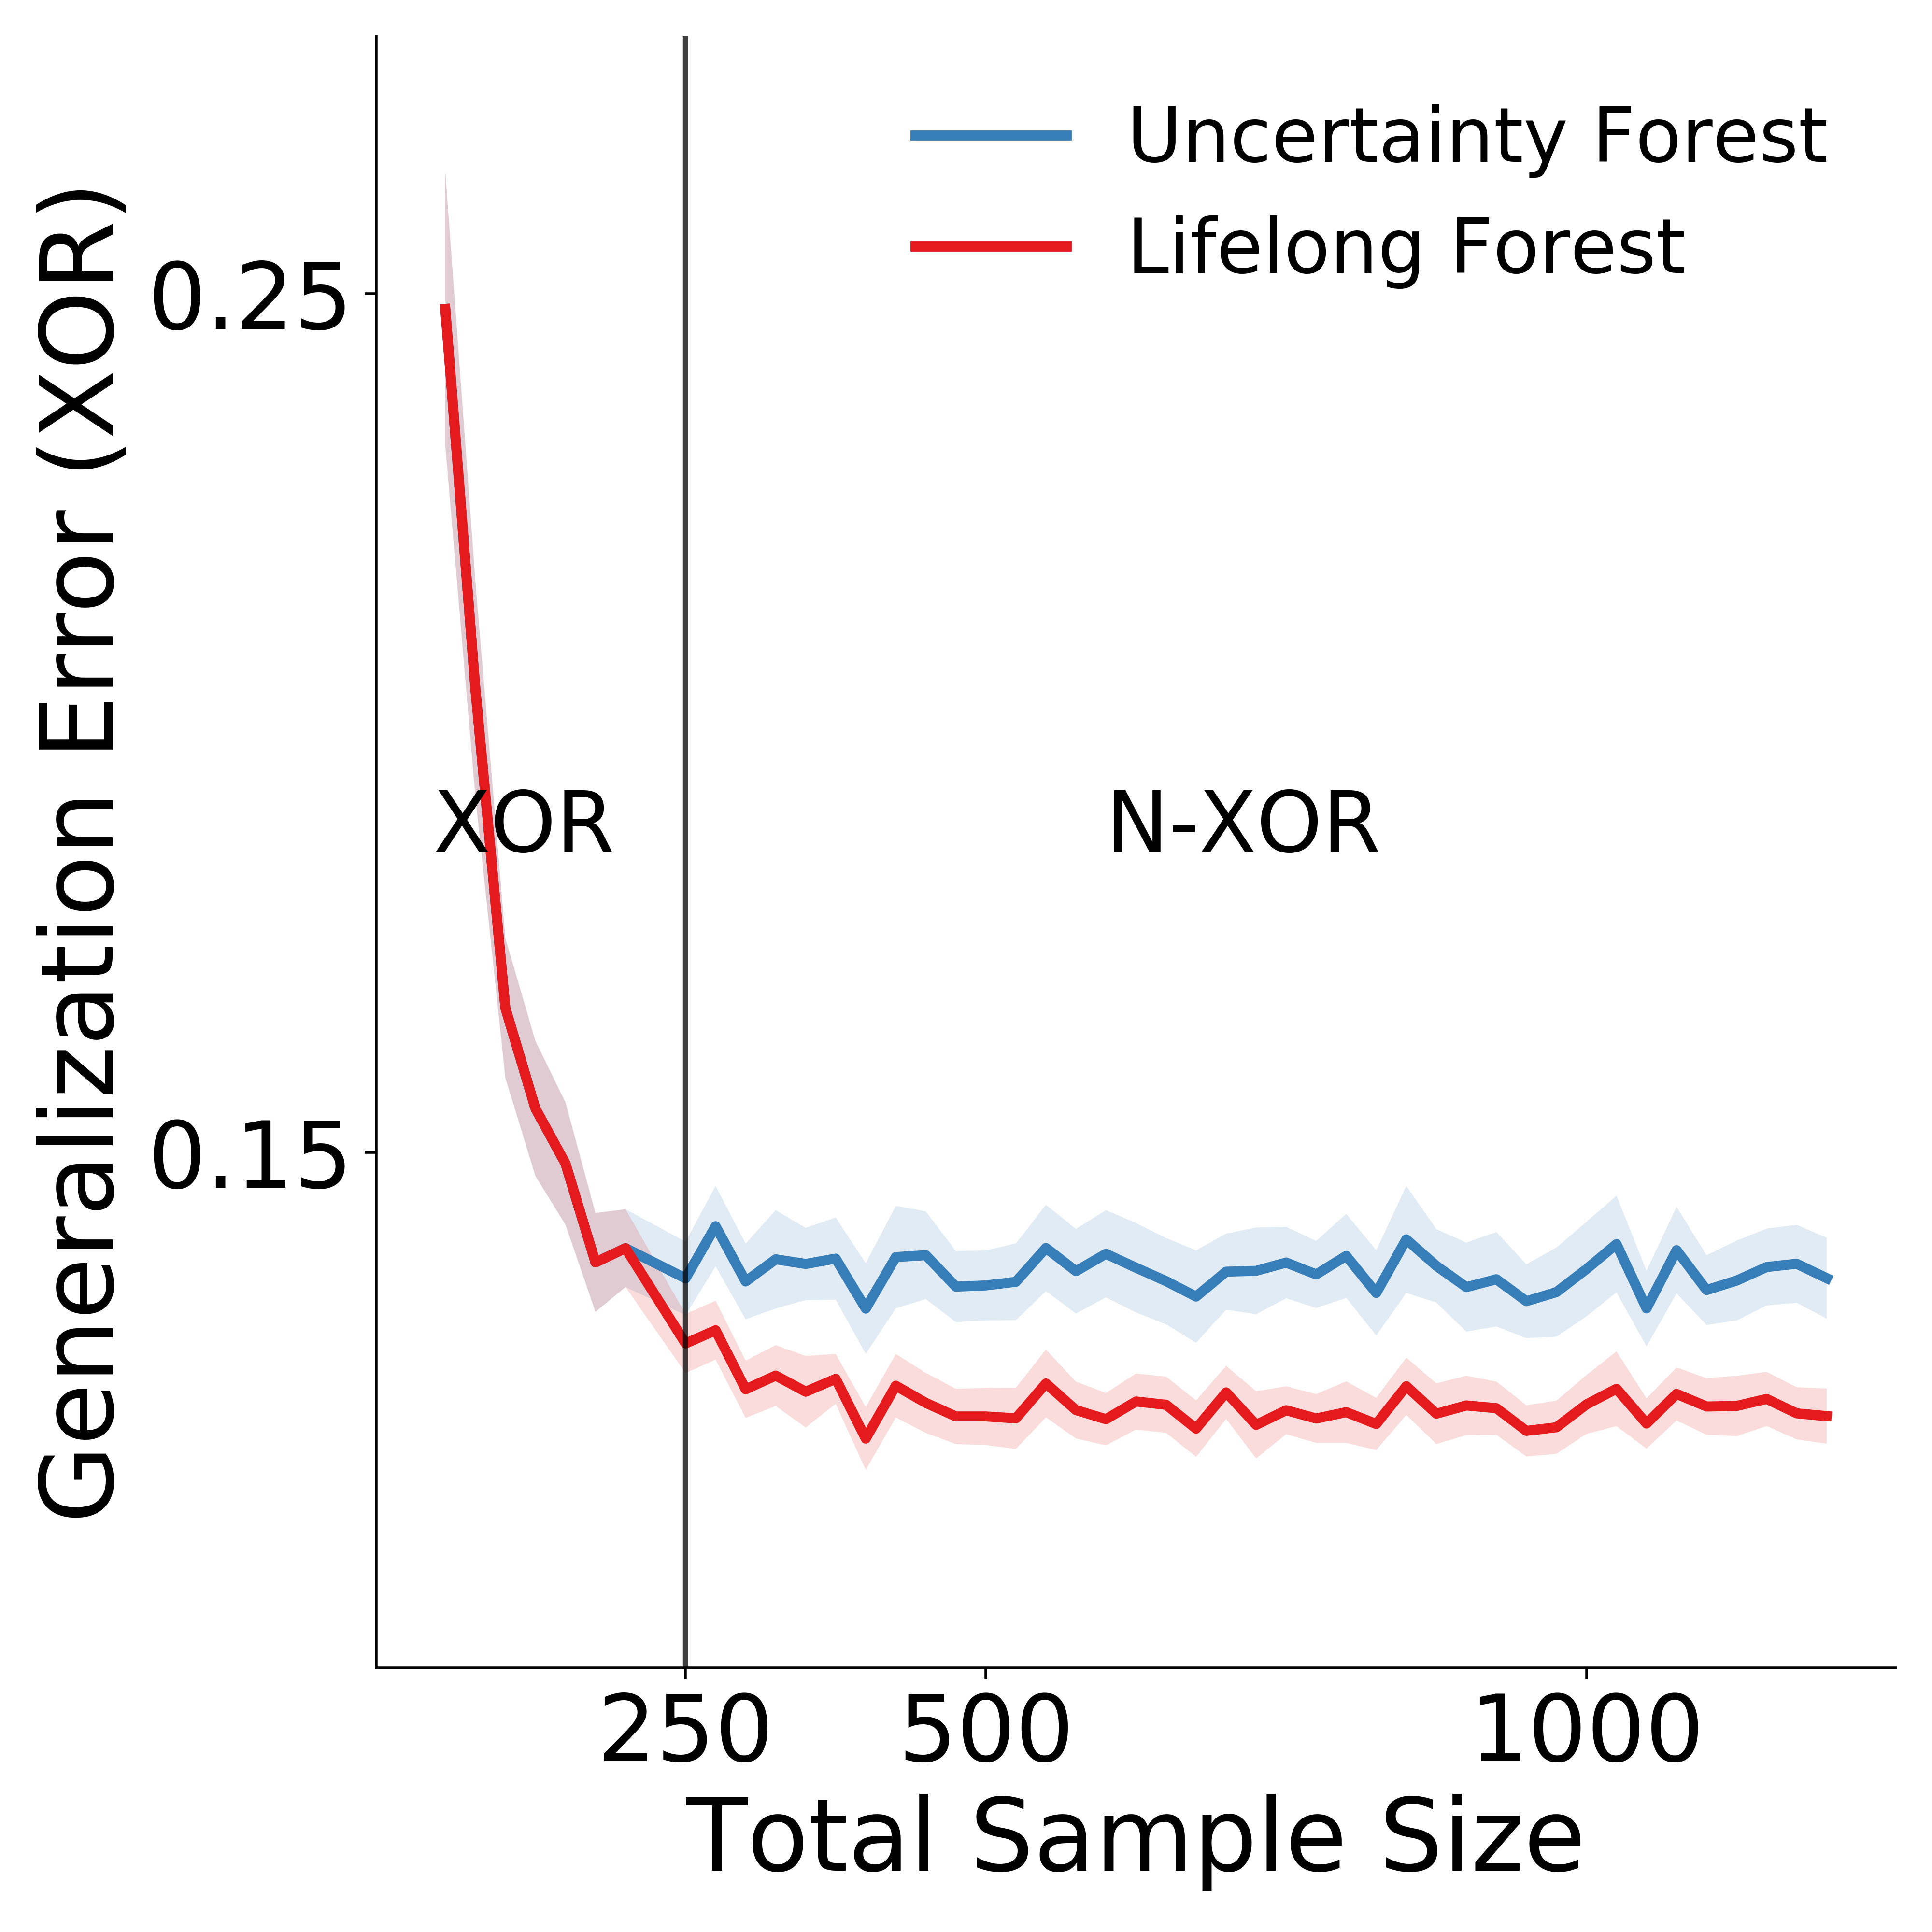 Uncertainty Forest
Lifelong Forest
Generalization Error (XOR)
0.25
0.15
XOR
N-XOR
250
500
1000
Total Sample Size